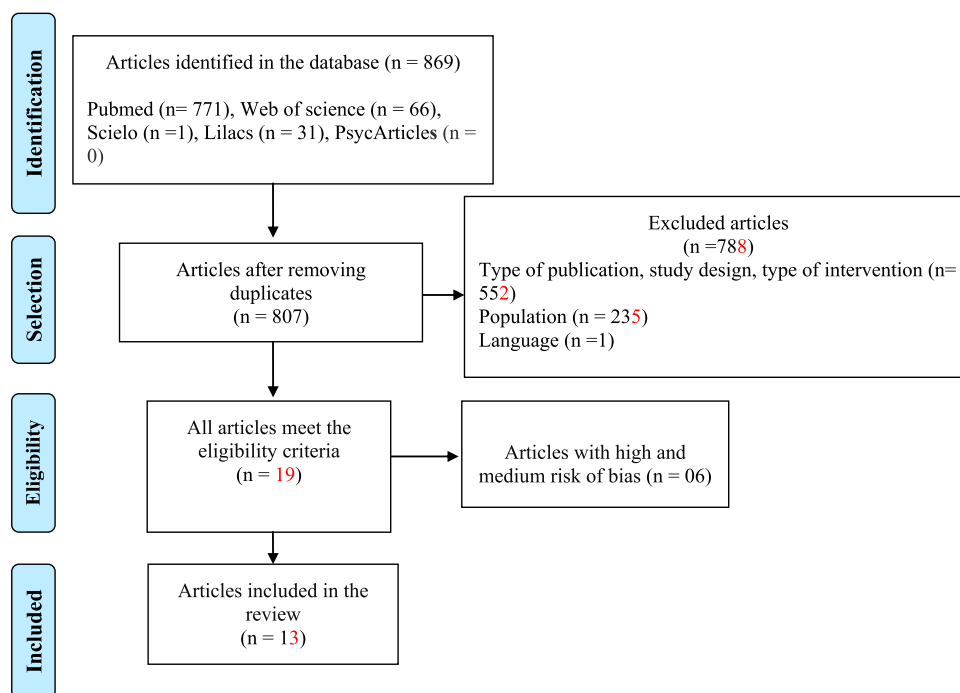 Identification
Articles identified in the database (n = 869)
Pubmed (n= 771), Web of science (n = 66),
Scielo (n =1), Lilacs (n = 31), PsycArticles (n =
0)
Selection
Articles after removing
duplicates
(n = 807)
Excluded articles
(n =788)
Type of publication, study design, type of intervention (n=
552)
Population (n = 235)
Language (n =1)
Eligibility
All articles meet the
eligibility criteria
(n = 19)
Articles with high and
medium risk of bias (n = 06)
Included
Articles included in the
review
(n = 13)